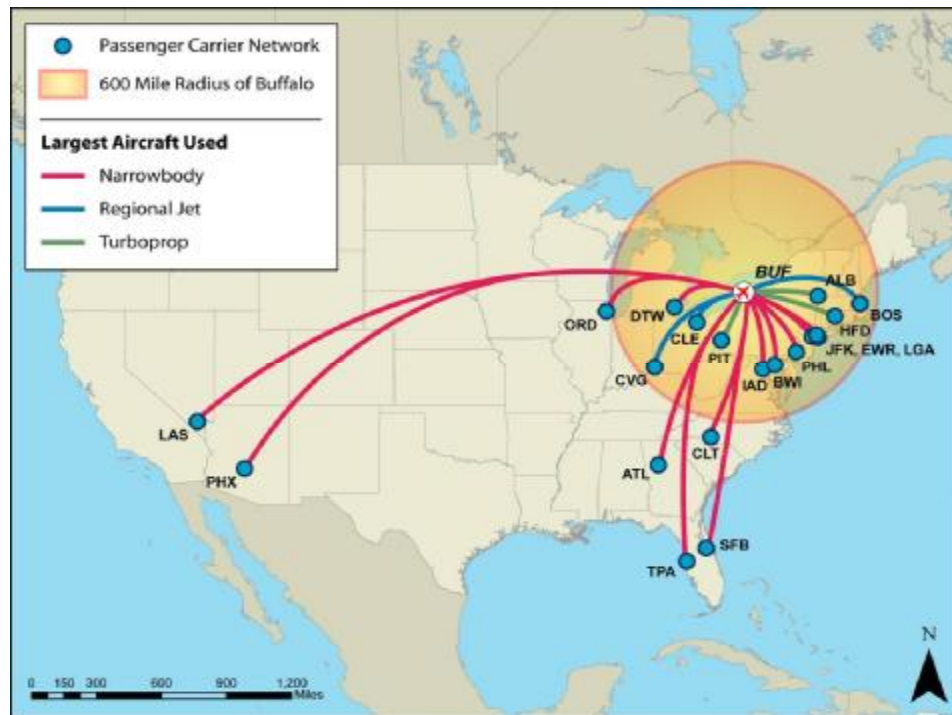 Passenger Carrier Network
600 Mile Radius of Buffalo
Largest Aircraft Used
Narrowbody
Regional Jet
Turboprop
BUF
ALB
BOS
ORD
DTW
HFD
CLE
JFK, EWR, LGA
PIT
PHL
CVG
IAD
BWI
LAS
CLT
PHX
ATL
SFB
TPA
N
0 150 300 600 900 1,200
Miles